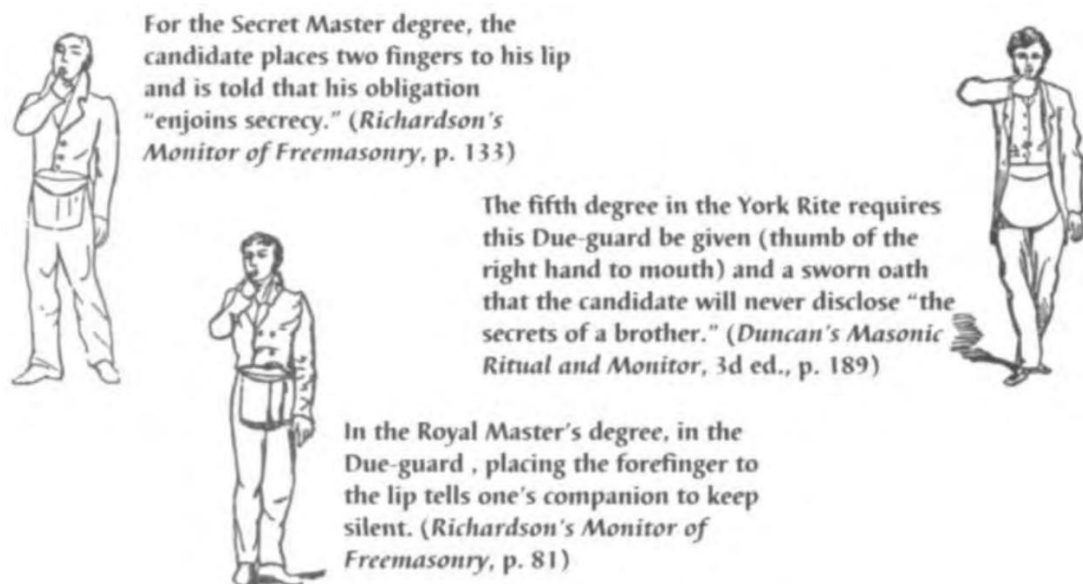 For the Secret Master degree, the
candidate places two fingers to his lip
and is told that his obligation
“enjoins secrecy.” (Richardson’s
Monitor of Freemasonry, p. 133)
The fifth degree in the York Rite requires
this Due-guard be given (thumb of the
right hand to mouth) and a sworn oath
that the candidate will never disclose “the
secrets of a brother.” (Duncan’s Masonic
Ritual and Monitor, 3d ed., p. 189)
In the Royal Master’s degree, in the
Due-guard , placing the forefinger to
the lip tells one’s companion to keep
silent. (Richardson’s Monitor of
Freemasonry, p. 81)